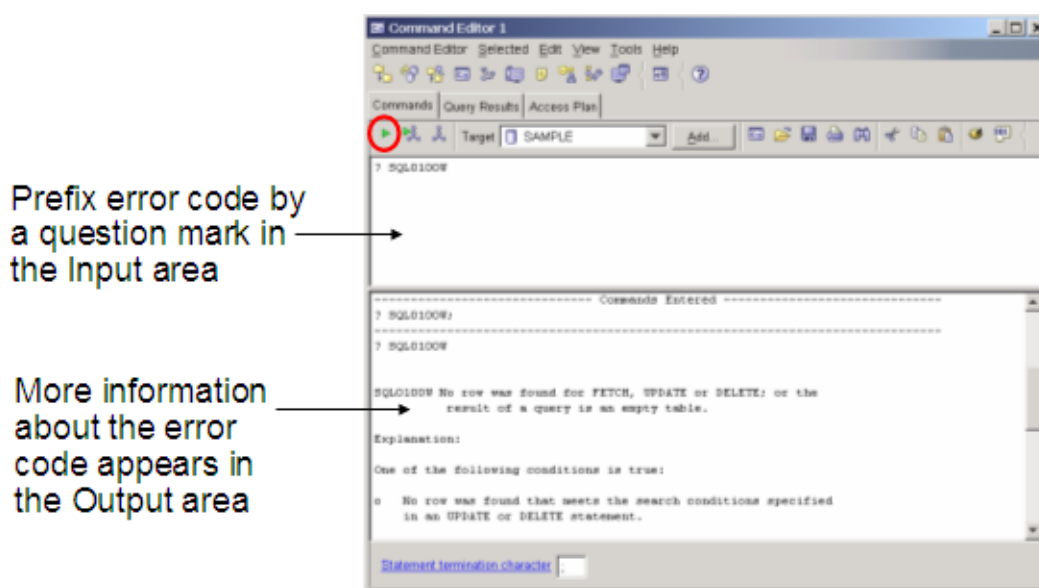 Command Editor 1
Command Editor Selected Edit View Tools Help
Commands Query Results Access Plan
Target SAMPLE Add...
? SQL0100W
Prefix error code by
a question mark in
the Input area
---------------------------- Commands Entered ----------------------------
? SQL0100W;
--------------------------------------------------------------------------
? SQL0100W
SQL0100W No row was found for FETCH, UPDATE or DELETE; or the
result of a query is an empty table.
Explanation:
One of the following conditions is true:
o No row was found that meets the search conditions specified
in an UPDATE or DELETE statement.
More information
about the error
code appears in
the Output area
Statement termination character ;